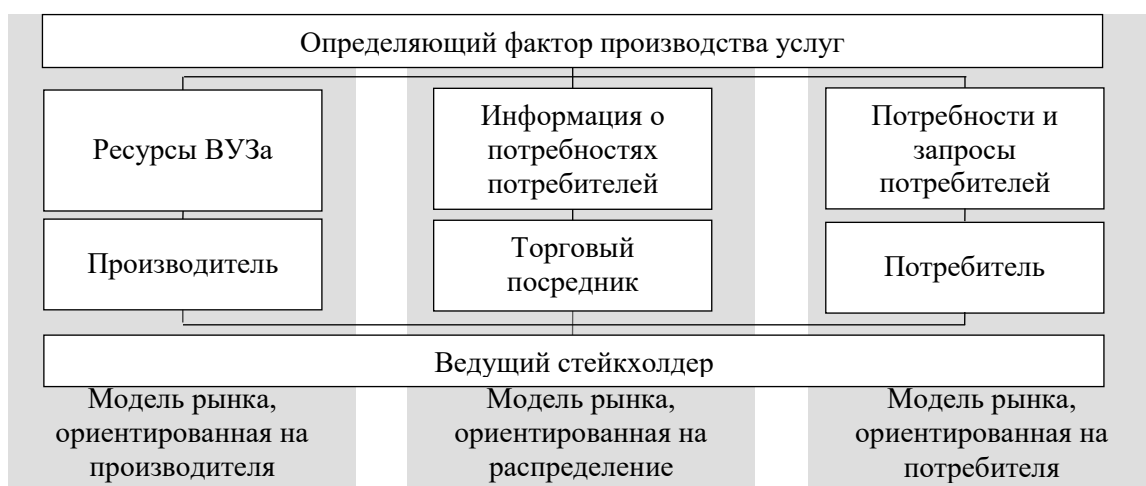 Определяющий фактор производства услуг
Ресурсы ВУЗа
Информация о
потребностях
потребителей
Потребности и
запросы
потребителей
Производитель
Торговый
посредник
Потребитель
Ведущий стейкхолдер
Модель рынка,
ориентированная на
производителя
Модель рынка,
ориентированная на
распределение
Модель рынка,
ориентированная на
потребителя